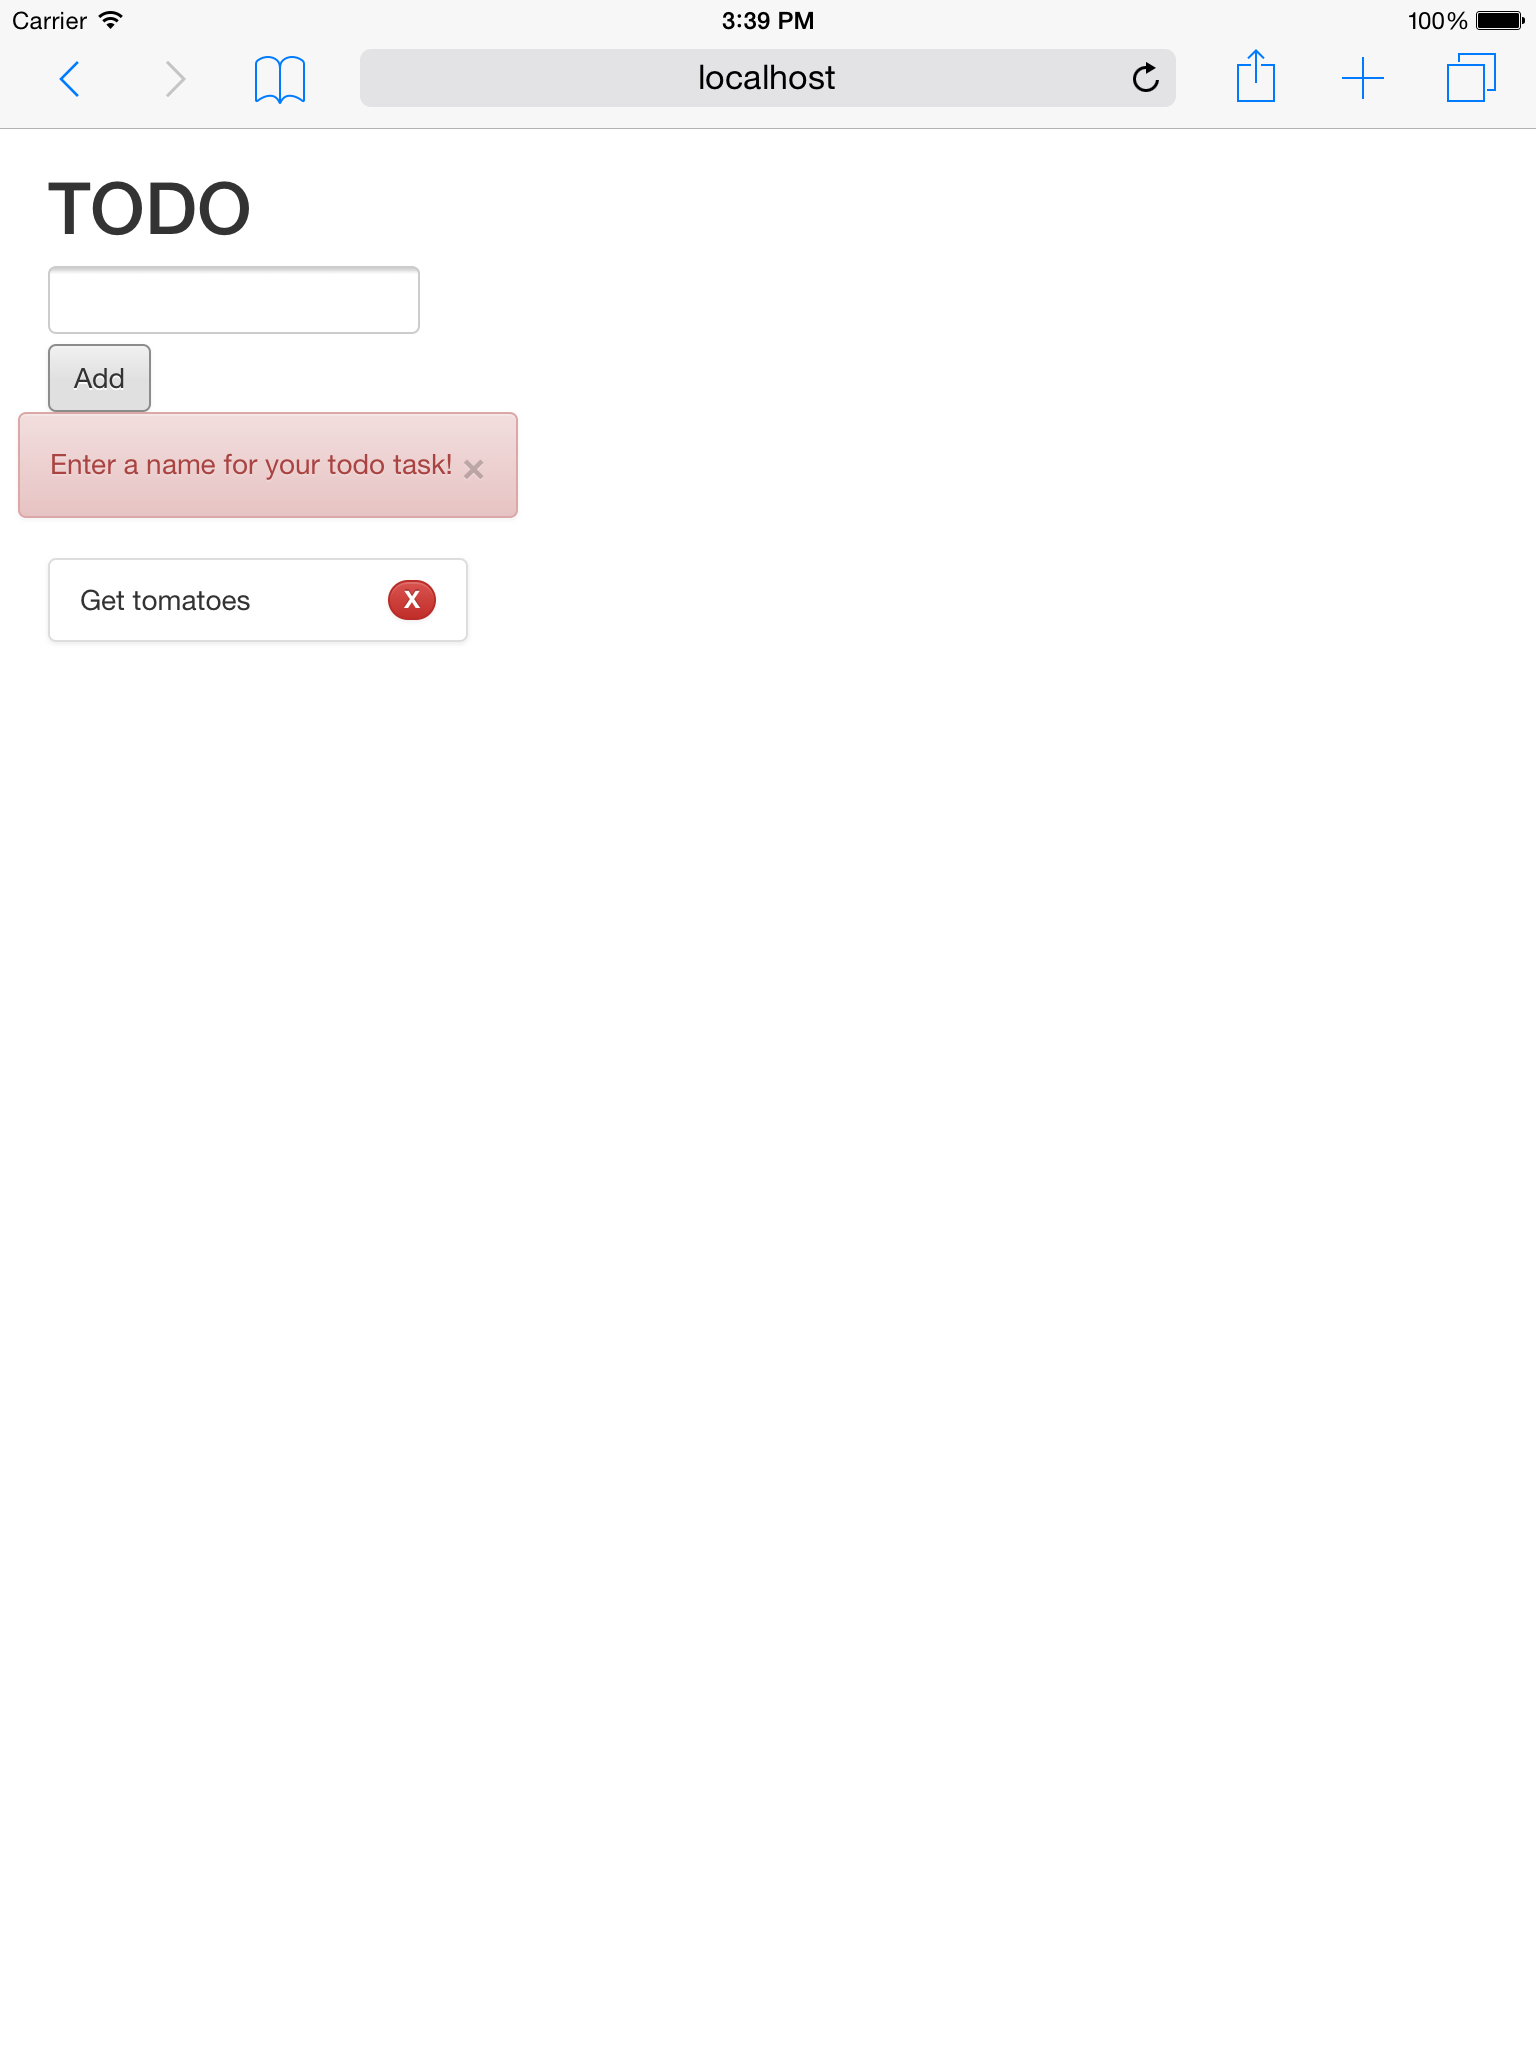 Carrier 3:39 PM 100%
localhost
TODO
Add
Enter a name for your todo task! ×
Get tomatoes X